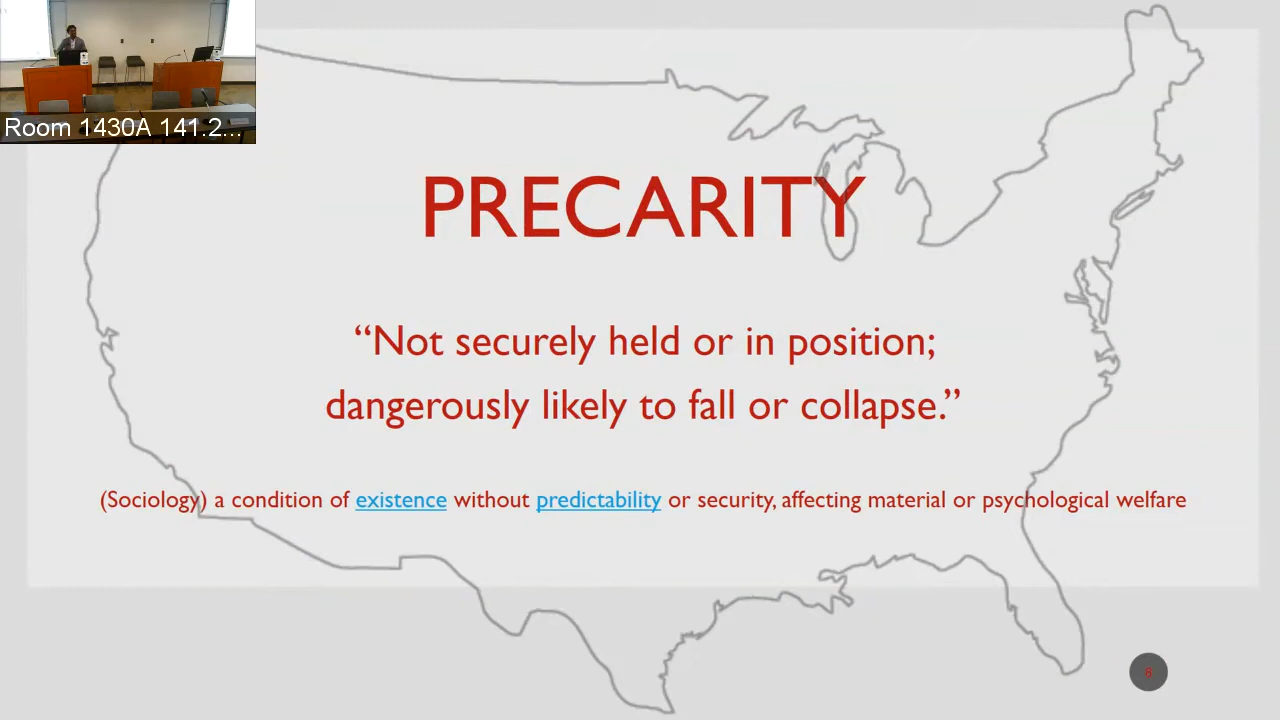 Room 1430A 141.2...
PRECARITY
“Not securely held or in position;
dangerously likely to fall or collapse.”
(Sociology) a condition of existence without predictability or security, affecting material or psychological welfare
6